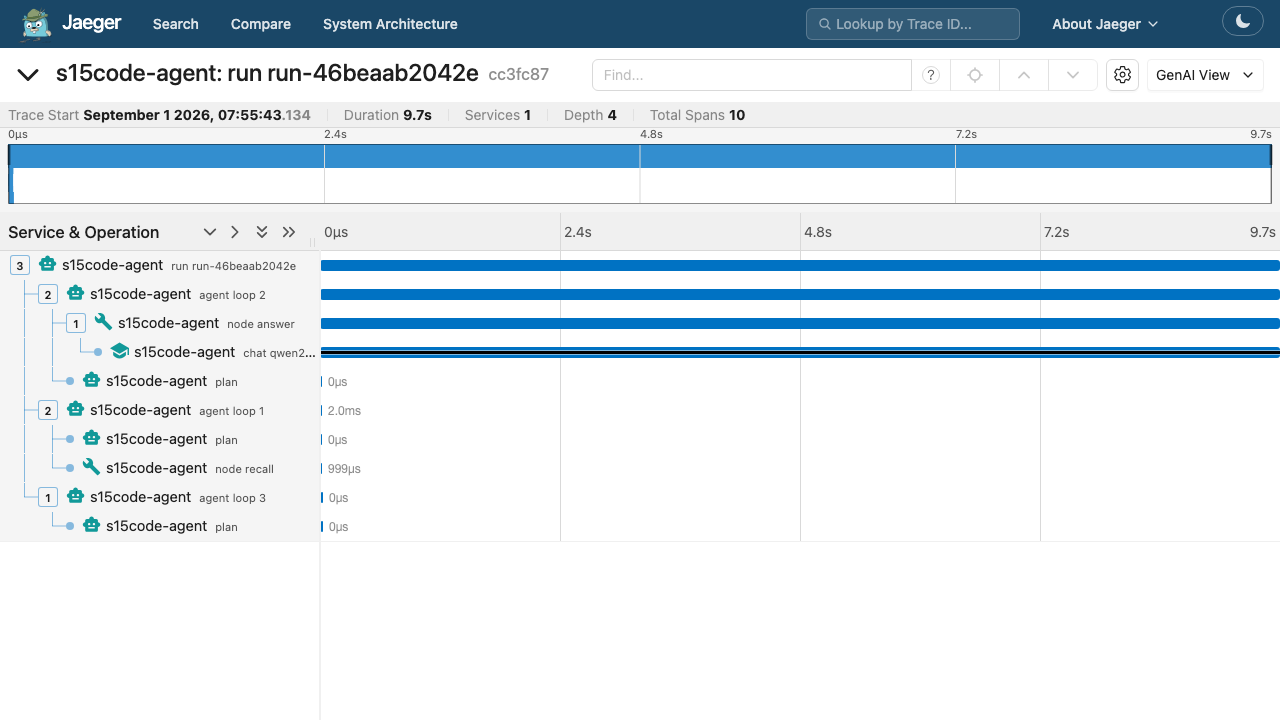 Jaeger Search Compare System Architecture Lookup by Trace ID... About Jaeger
s15code-agent: run run-46beaab2042e cc3fc87 Find... ? GenAI View
Trace Start September 1 2026, 07:55:43.134 Duration 9.7s Services 1 Depth 4 Total Spans 10
0μs 2.4s 4.8s 7.2s 9.7s
Service & Operation 0μs 2.4s 4.8s 7.2s 9.7s
3 s15code-agent run run-46beaab2042e
2 s15code-agent agent loop 2
1 s15code-agent node answer
s15code-agent chat qwen2...
s15code-agent plan 0μs
2 s15code-agent agent loop 1 2.0ms
s15code-agent plan 0μs
s15code-agent node recall 999μs
1 s15code-agent agent loop 3 0μs
s15code-agent plan 0μs